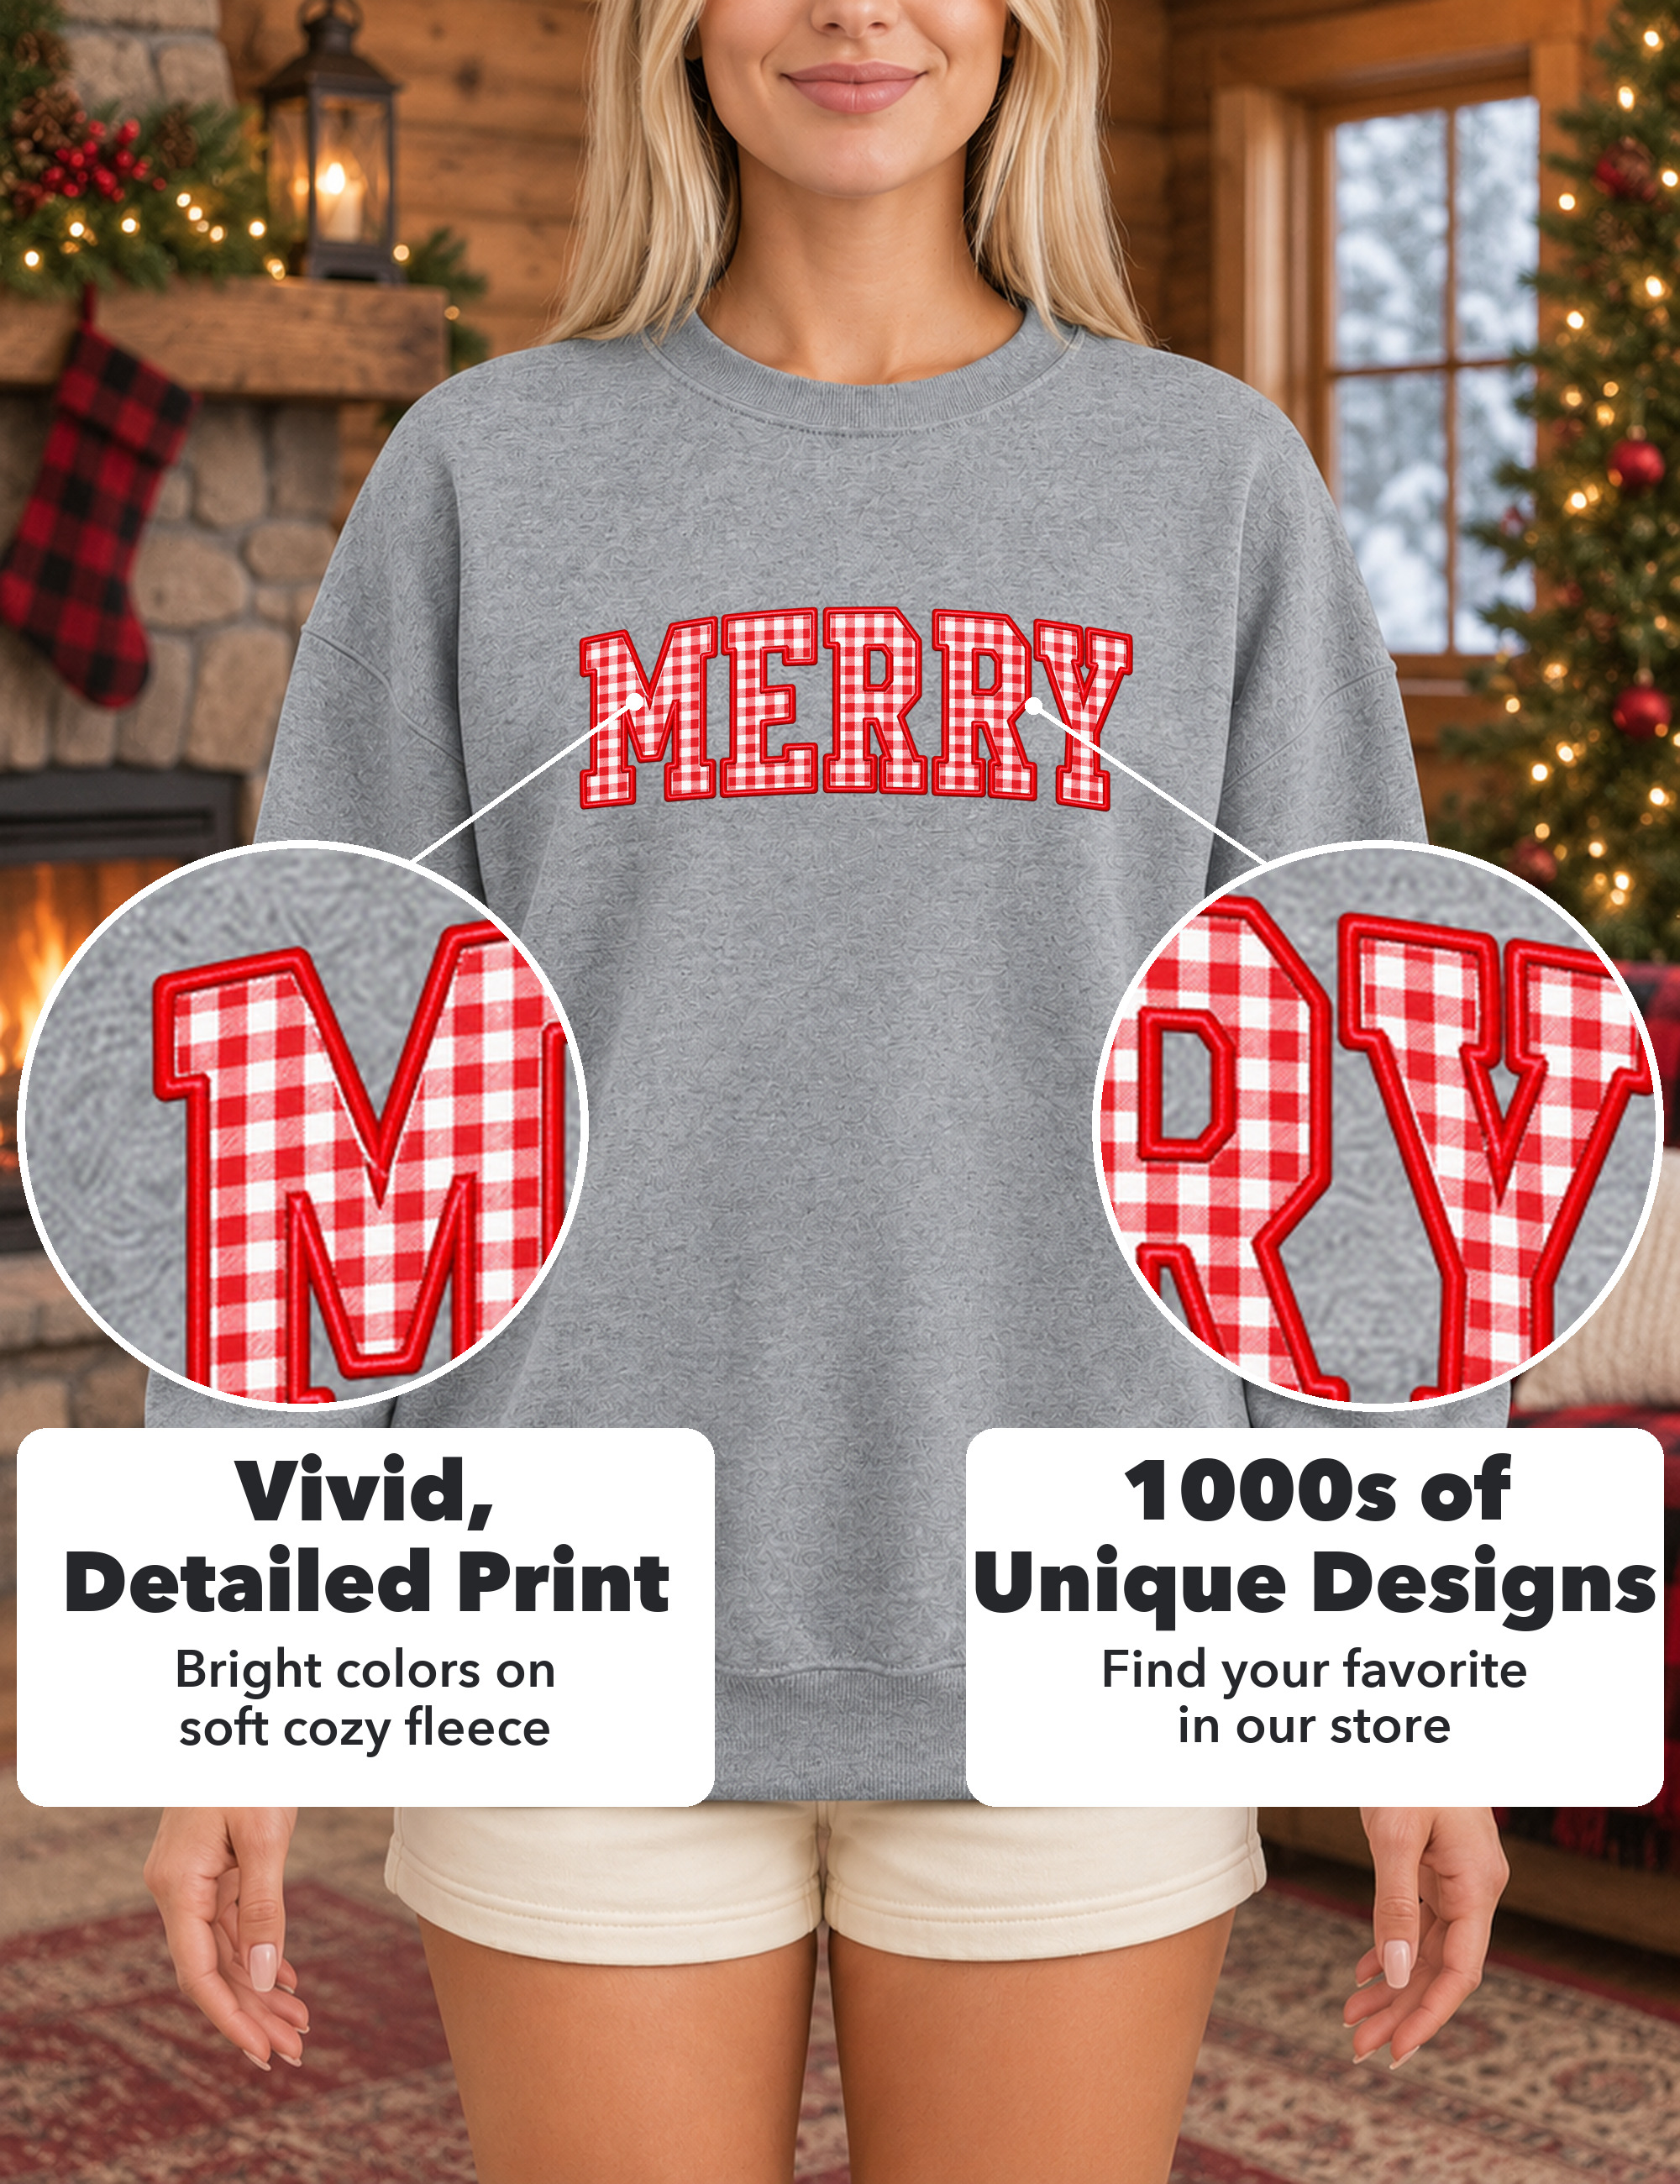 MERRY
M
RY
Vivid,
Detailed Print
Bright colors on
soft cozy fleece
1000s of
Unique Designs
Find your favorite
in our store